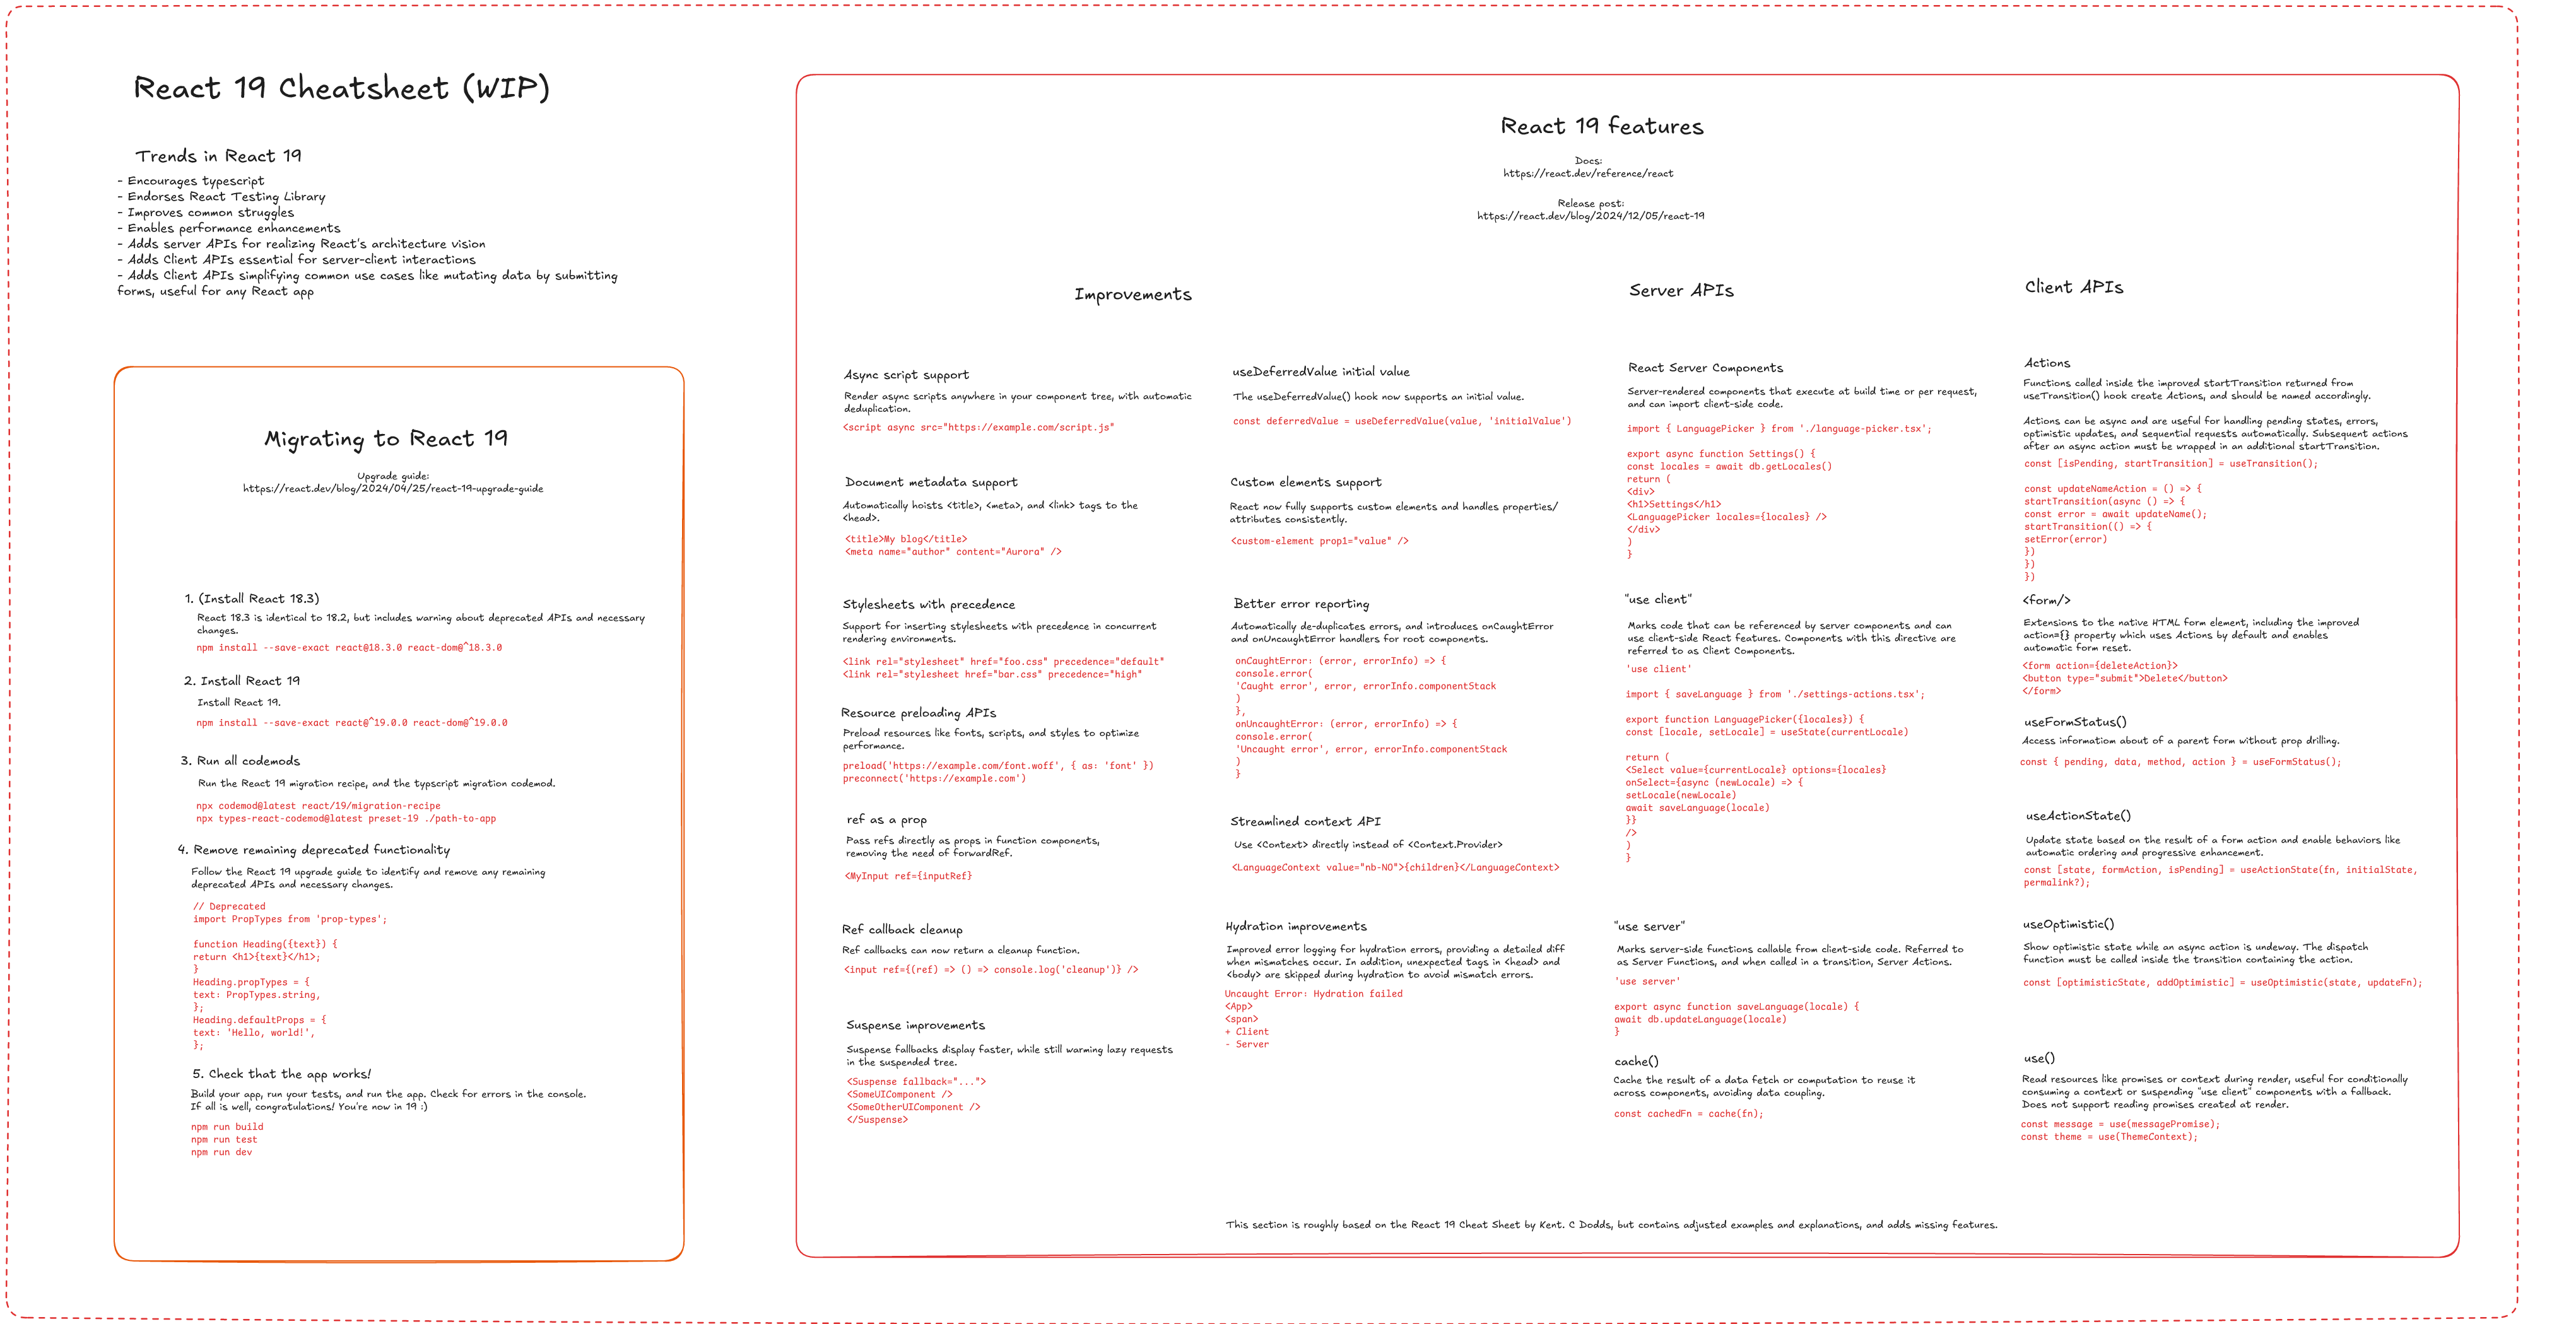 React 19 Cheatsheet (WIP)
Trends in React 19
- Encourages typescript
- Endorses React Testing Library
- Improves common struggles
- Enables performance enhancements
- Adds server APIs for realizing React's architecture vision
- Adds Client APIs essential for server-client interactions
- Adds Client APIs simplifying common use cases like mutating data by submitting
forms, useful for any React app
Migrating to React 19
Upgrade guide:
https://react.dev/blog/2024/04/25/react-19-upgrade-guide
1. (Install React 18.3)
React 18.3 is identical to 18.2, but includes warning about deprecated APIs and necessary
changes.
npm install --save-exact react@18.3.0 react-dom@^18.3.0
2. Install React 19
Install React 19.
npm install --save-exact react@^19.0.0 react-dom@^19.0.0
3. Run all codemods
Run the React 19 migration recipe, and the typscript migration codemod.
npx codemod@latest react/19/migration-recipe
npx types-react-codemod@latest preset-19 ./path-to-app
4. Remove remaining deprecated functionality
Follow the React 19 upgrade guide to identify and remove any remaining
deprecated APIs and necessary changes.
// Deprecated
import PropTypes from 'prop-types';
function Heading({text}) {
return <h1>{text}</h1>;
}
Heading.propTypes = {
text: PropTypes.string,
};
Heading.defaultProps = {
text: 'Hello, world!',
};
5. Check that the app works!
Build your app, run your tests, and run the app. Check for errors in the console.
If all is well, congratulations! You're now in 19 :)
npm run build
npm run test
npm run dev
React 19 features
Docs:
https://react.dev/reference/react
Release post:
https://react.dev/blog/2024/12/05/react-19
Improvements
Async script support
Render async scripts anywhere in your component tree, with automatic
deduplication.
<script async src="https://example.com/script.js"
Document metadata support
Automatically hoists <title>, <meta>, and <link> tags to the
<head>.
<title>My blog</title>
<meta name="author" content="Aurora" />
Stylesheets with precedence
Support for inserting stylesheets with precedence in concurrent
rendering environments.
<link rel="stylesheet" href="foo.css" precedence="default"
<link rel="stylesheet href="bar.css" precedence="high"
Resource preloading APIs
Preload resources like fonts, scripts, and styles to optimize
performance.
preload('https://example.com/font.woff', { as: 'font' })
preconnect('https://example.com')
ref as a prop
Pass refs directly as props in function components,
removing the need of forwardRef.
<MyInput ref={inputRef}
Ref callback cleanup
Ref callbacks can now return a cleanup function.
<input ref={(ref) => () => console.log('cleanup')} />
Suspense improvements
Suspense fallbacks display faster, while still warming lazy requests
in the suspended tree.
<Suspense fallback="...">
<SomeUIComponent />
<SomeOtherUIComponent />
</Suspense>
useDeferredValue initial value
The useDeferredValue() hook now supports an initial value.
const deferredValue = useDeferredValue(value, 'initialValue')
Custom elements support
React now fully supports custom elements and handles properties/
attributes consistently.
<custom-element prop1="value" />
Better error reporting
Automatically de-duplicates errors, and introduces onCaughtError
and onUncaughtError handlers for root components.
onCaughtError: (error, errorInfo) => {
console.error(
'Caught error', error, errorInfo.componentStack
)
},
onUncaughtError: (error, errorInfo) => {
console.error(
'Uncaught error', error, errorInfo.componentStack
)
}
Streamlined context API
Use <Context> directly instead of <Context.Provider>
<LanguageContext value="nb-NO">{children}</LanguageContext>
Hydration improvements
Improved error logging for hydration errors, providing a detailed diff
when mismatches occur. In addition, unexpected tags in <head> and
<body> are skipped during hydration to avoid mismatch errors.
Uncaught Error: Hydration failed
<App>
<span>
+ Client
- Server
Server APIs
React Server Components
Server-rendered components that execute at build time or per request,
and can import client-side code.
import { LanguagePicker } from './language-picker.tsx';
export async function Settings() {
const locales = await db.getLocales()
return (
<div>
<h1>Settings</h1>
<LanguagePicker locales={locales} />
</div>
)
}
"use client"
Marks code that can be referenced by server components and can
use client-side React features. Components with this directive are
referred to as Client Components.
'use client'
import { saveLanguage } from './settings-actions.tsx';
export function LanguagePicker({locales}) {
const [locale, setLocale] = useState(currentLocale)
return (
<Select value={currentLocale} options={locales}
onSelect={async (newLocale) => {
setLocale(newLocale)
await saveLanguage(locale)
}}
/>
)
}
"use server"
Marks server-side functions callable from client-side code. Referred to
as Server Functions, and when called in a transition, Server Actions.
'use server'
export async function saveLanguage(locale) {
await db.updateLanguage(locale)
}
cache()
Cache the result of a data fetch or computation to reuse it
across components, avoiding data coupling.
const cachedFn = cache(fn);
Client APIs
Actions
Functions called inside the improved startTransition returned from
useTransition() hook create Actions, and should be named accordingly.
Actions can be async and are useful for handling pending states, errors,
optimistic updates, and sequential requests automatically. Subsequent actions
after an async action must be wrapped in an additional startTransition.
const [isPending, startTransition] = useTransition();
const updateNameAction = () => {
startTransition(async () => {
const error = await updateName();
startTransition(() => {
setError(error)
})
})
})
<form/>
Extensions to the native HTML form element, including the improved
action={} property which uses Actions by default and enables
automatic form reset.
<form action={deleteAction}>
<button type="submit">Delete</button>
</form>
useFormStatus()
Access information about of a parent form without prop drilling.
const { pending, data, method, action } = useFormStatus();
useActionState()
Update state based on the result of a form action and enable behaviors like
automatic ordering and progressive enhancement.
const [state, formAction, isPending] = useActionState(fn, initialState,
permalink?);
useOptimistic()
Show optimistic state while an async action is undeway. The dispatch
function must be called inside the transition containing the action.
const [optimisticState, addOptimistic] = useOptimistic(state, updateFn);
use()
Read resources like promises or context during render, useful for conditionally
consuming a context or suspending "use client" components with a fallback.
Does not support reading promises created at render.
const message = use(messagePromise);
const theme = use(ThemeContext);
This section is roughly based on the React 19 Cheat Sheet by Kent. C Dodds, but contains adjusted examples and explanations, and adds missing features.